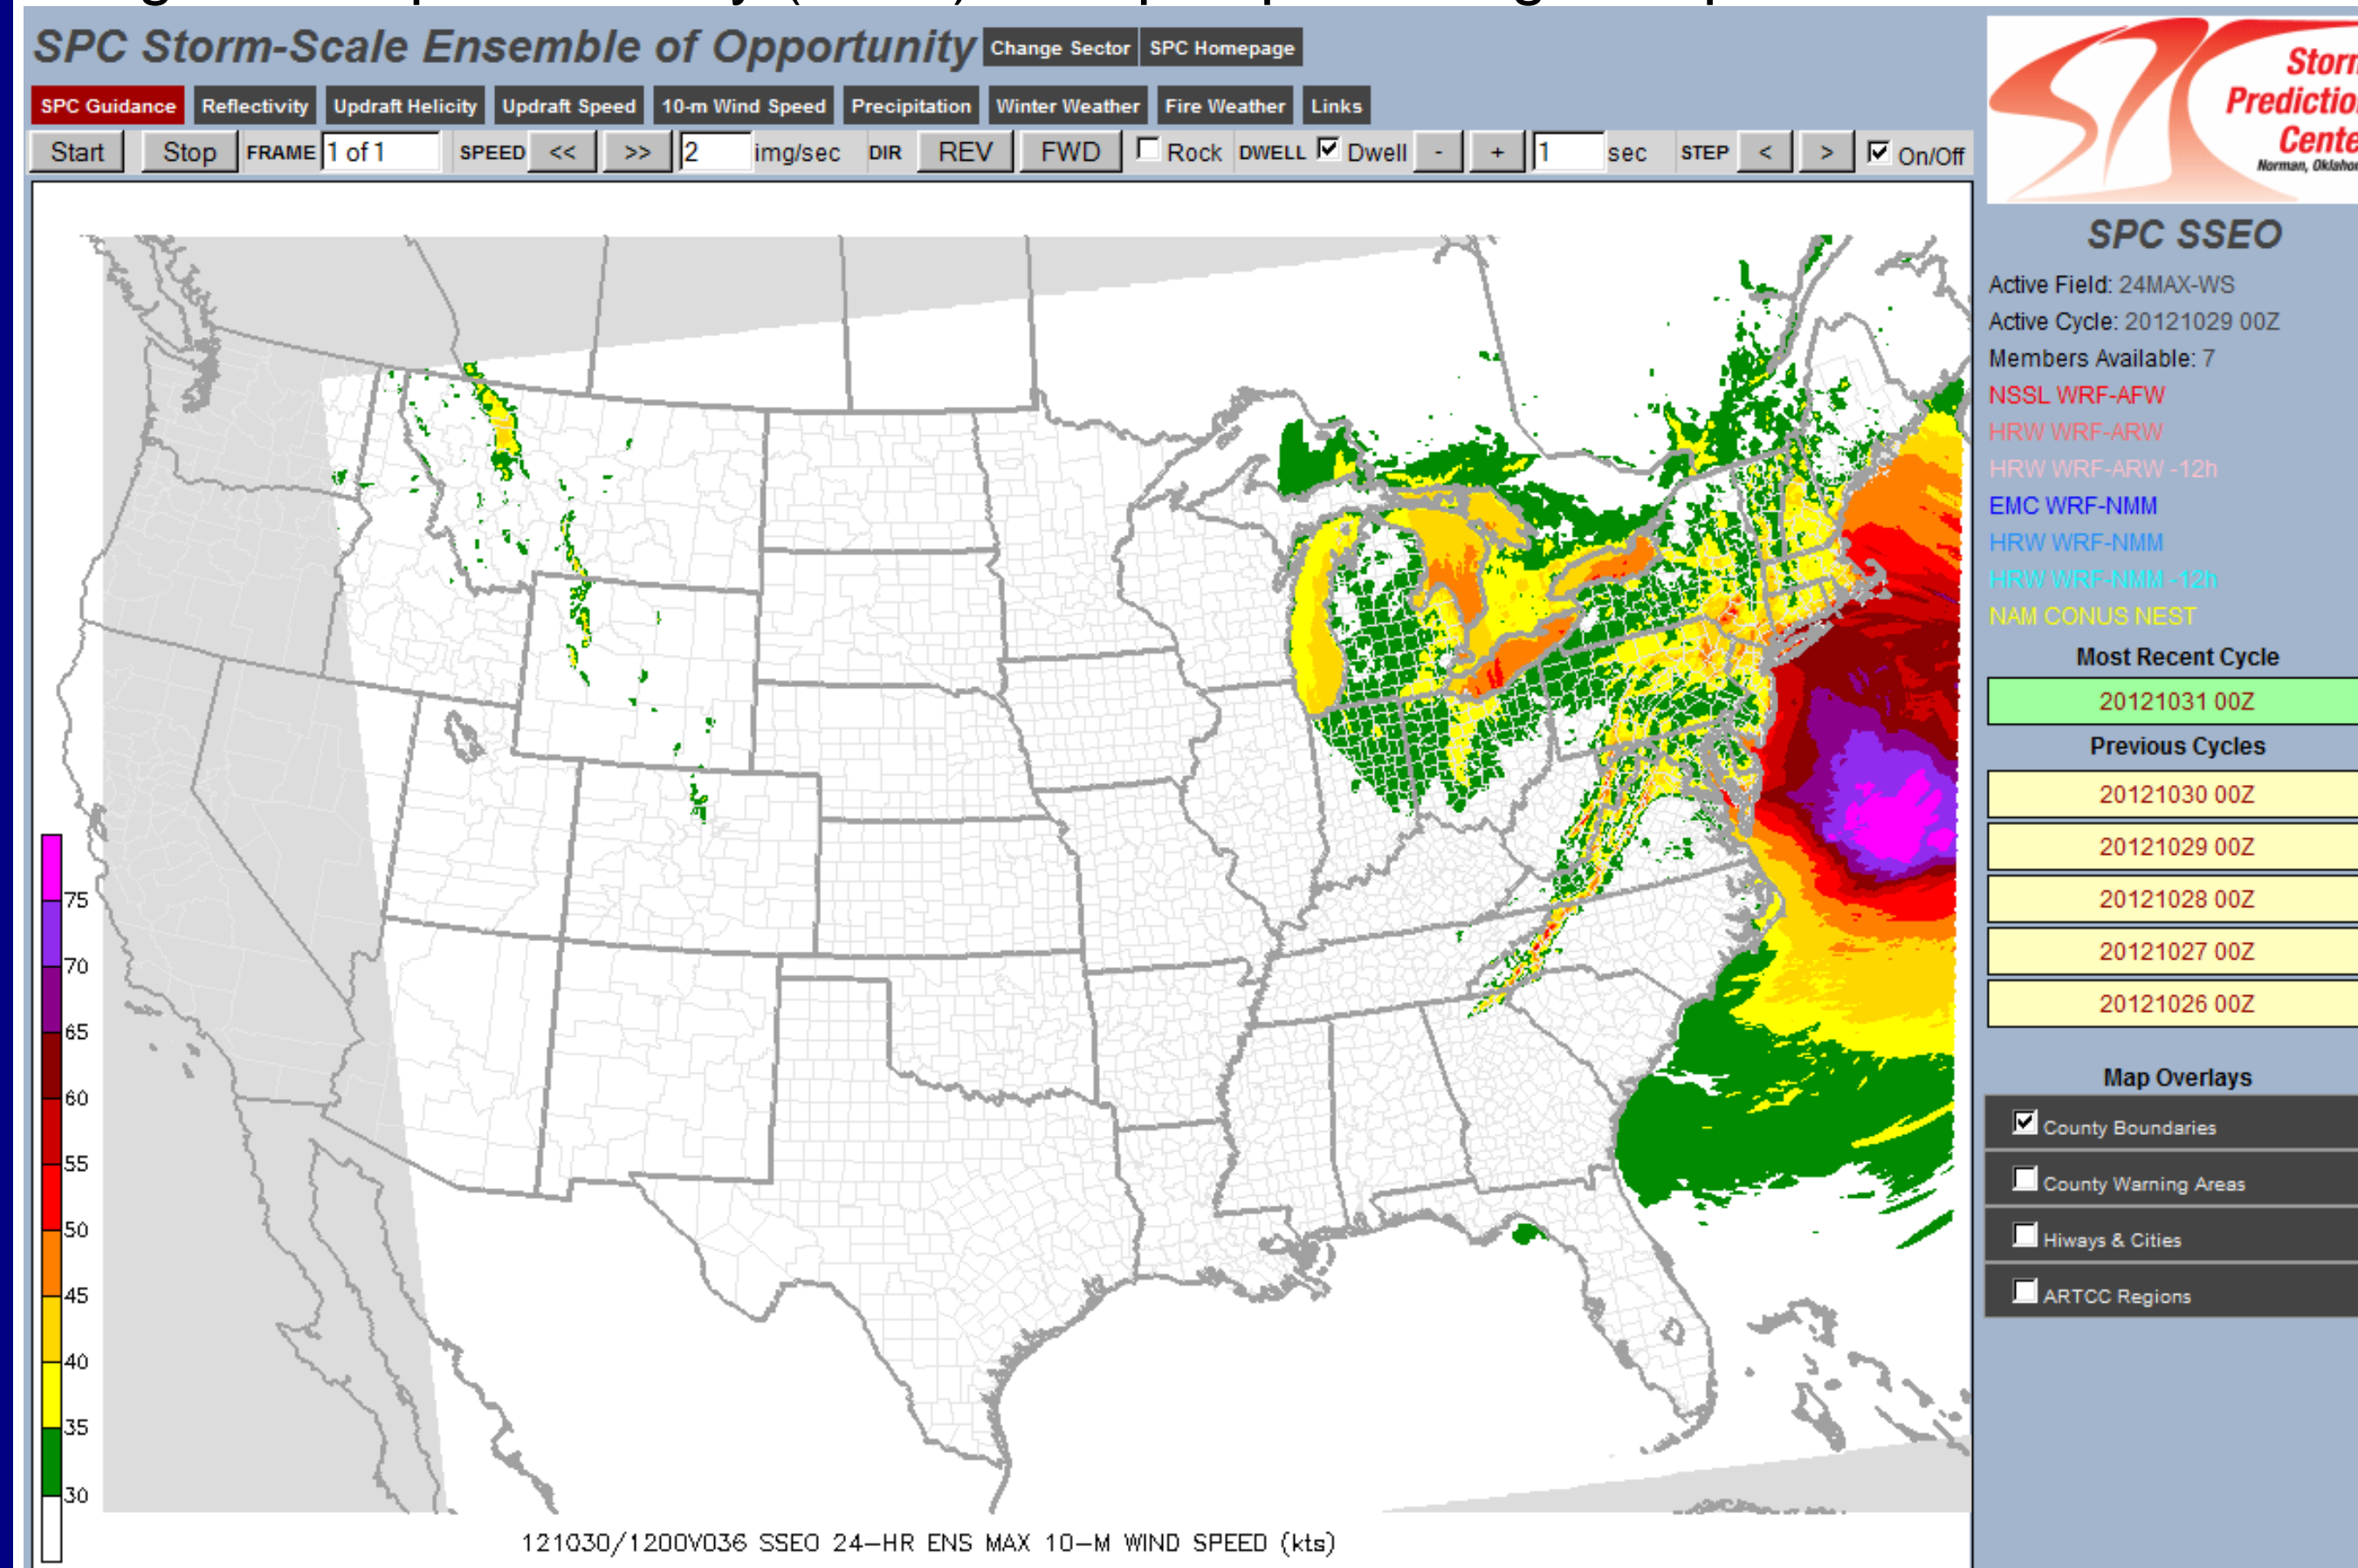 SPC Storm-Scale Ensemble of Opportunity Change Sector SPC Homepage
SPC Guidance Reflectivity Updraft Helicity Updraft Speed 10-m Wind Speed Precipitation Winter Weather Fire Weather Links
Start Stop FRAME 1 of 1 SPEED << >> 2 img/sec DIR REV FWD Rock DWELL Dwell - + 1 sec STEP < > On/Off
Norman,
SPC SSEO
Active Field: 24MAX-WS
Active Cycle: 20121029 00Z
Members Available: 7
NSSL WRF-AFW
HRW WRF-ARW
HRW WRF-ARW -12h
EMC WRF-NMM
HRW WRF-NMM
HRW WRF-NMM -12h
NAM CONUS NEST
Most Recent Cycle
20121031 00Z
Previous Cycles
20121030 00Z
20121029 00Z
20121028 00Z
20121027 00Z
20121026 00Z
Map Overlays
County Boundaries
County Warning Areas
Hiways & Cities
ARTCC Regions
75
70
65
60
55
50
45
40
35
30
121030/1200V036 SSEO 24-HR ENS MAX 10-M WIND SPEED (kts)